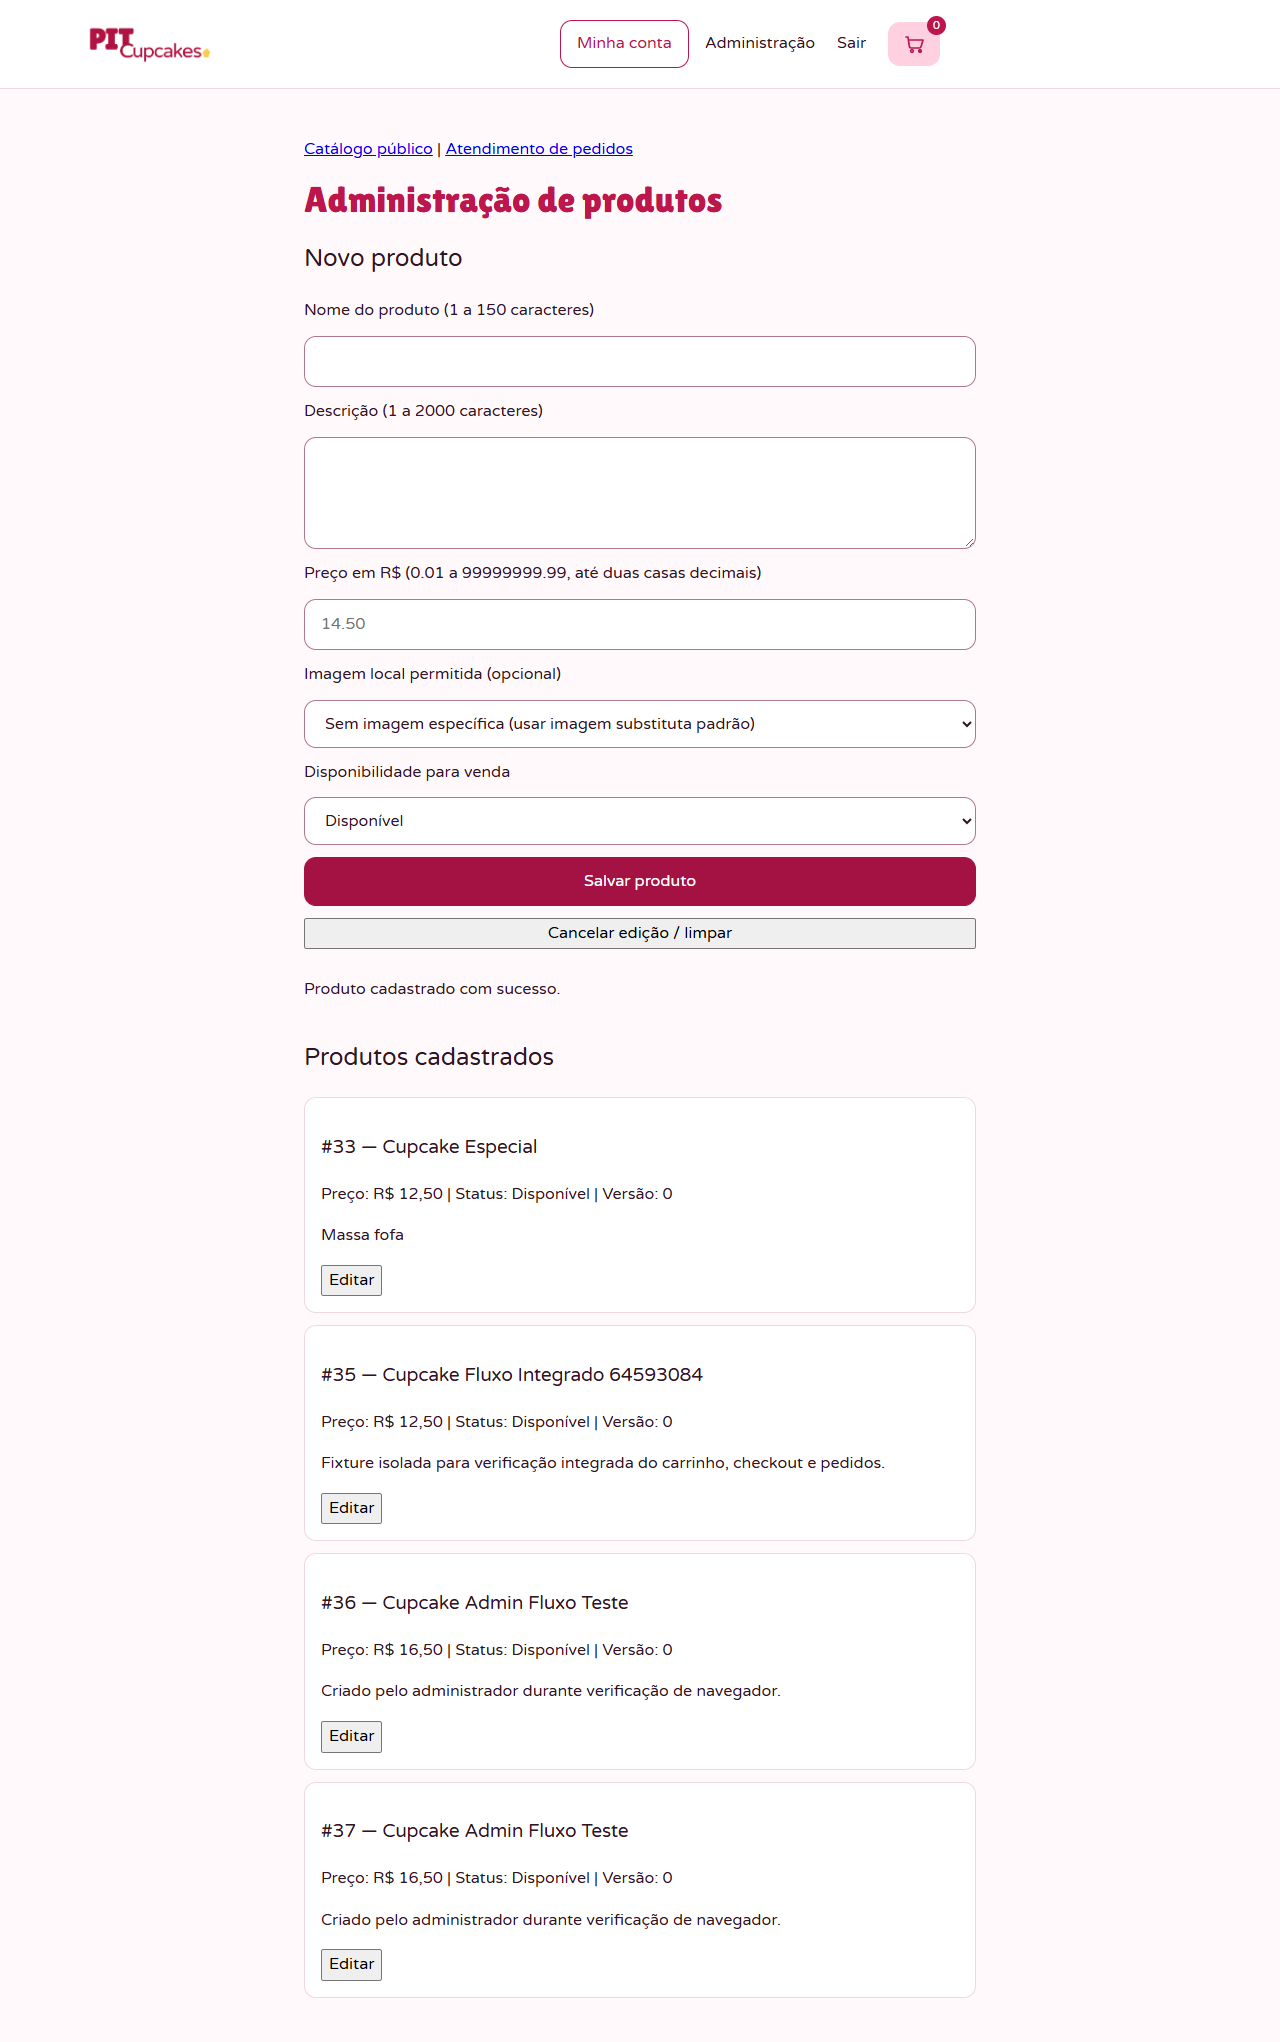 PIT
Cupcakes
Minha conta
Administração
Sair
0
Catálogo público | Atendimento de pedidos
Administração de produtos
Novo produto
Nome do produto (1 a 150 caracteres)
Descrição (1 a 2000 caracteres)
Preço em R$ (0.01 a 99999999.99, até duas casas decimais)
14.50
Imagem local permitida (opcional)
Sem imagem específica (usar imagem substituta padrão)
Disponibilidade para venda
Disponível
Salvar produto
Cancelar edição / limpar
Produto cadastrado com sucesso.
Produtos cadastrados
#33 — Cupcake Especial
Preço: R$ 12,50 | Status: Disponível | Versão: 0
Massa fofa
Editar
#35 — Cupcake Fluxo Integrado 64593084
Preço: R$ 12,50 | Status: Disponível | Versão: 0
Fixture isolada para verificação integrada do carrinho, checkout e pedidos.
Editar
#36 — Cupcake Admin Fluxo Teste
Preço: R$ 16,50 | Status: Disponível | Versão: 0
Criado pelo administrador durante verificação de navegador.
Editar
#37 — Cupcake Admin Fluxo Teste
Preço: R$ 16,50 | Status: Disponível | Versão: 0
Criado pelo administrador durante verificação de navegador.
Editar